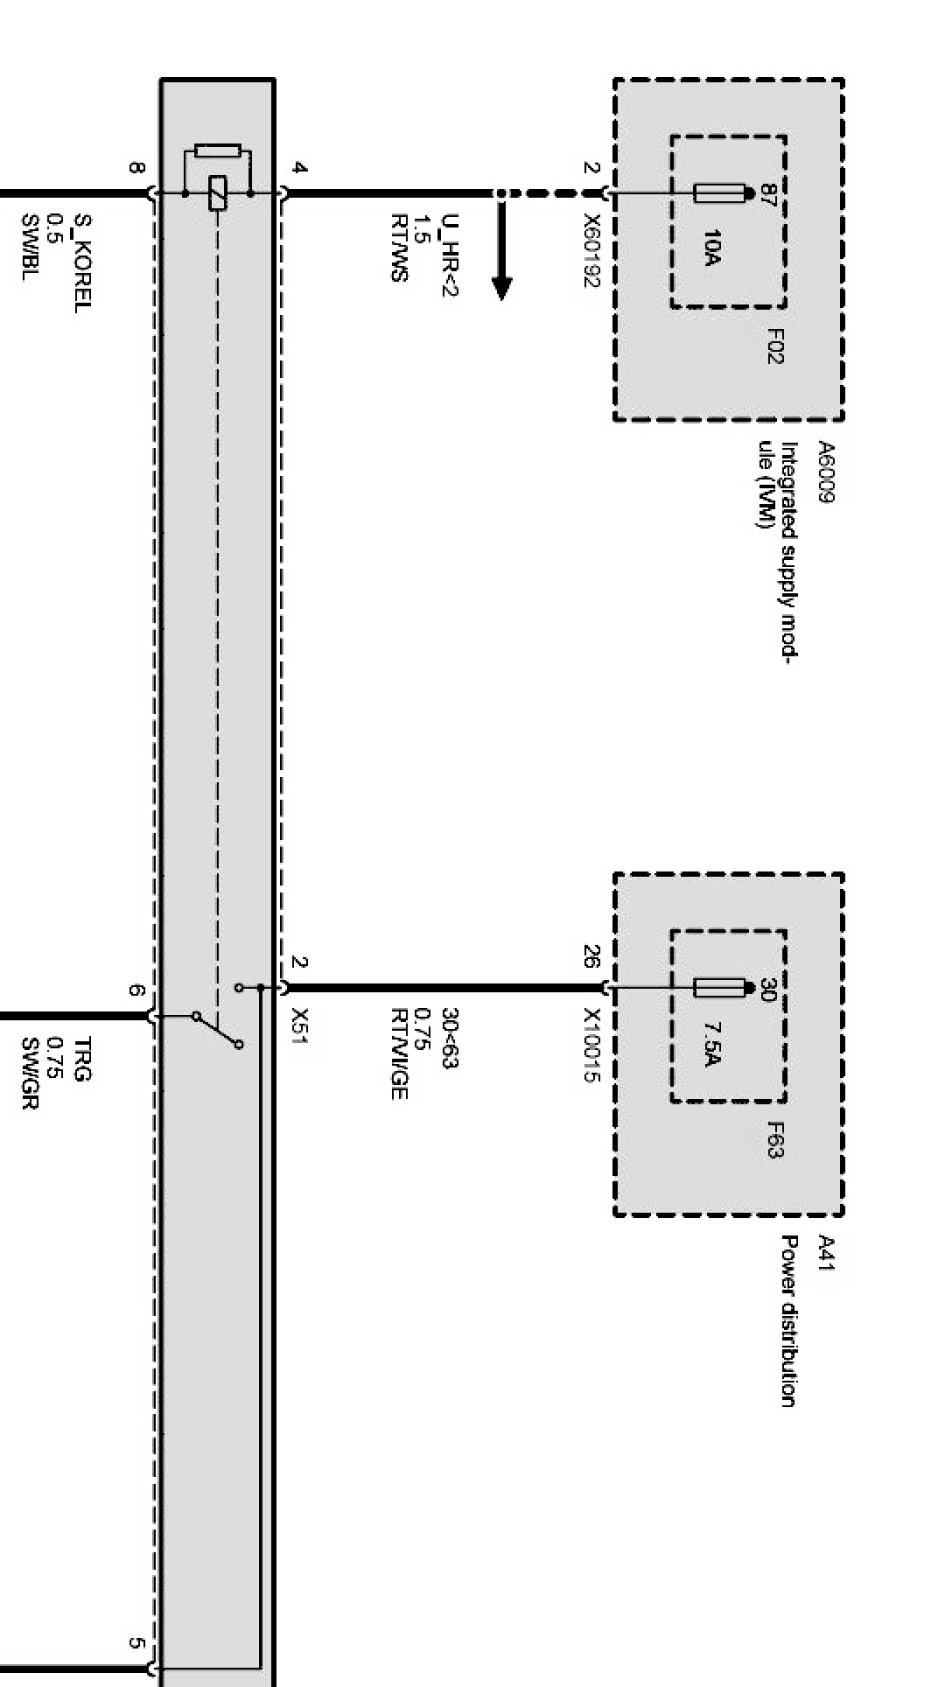 A6009
Integrated supply mod-
ule (IVM)
F02
87
10A
2
X60192
U_HR<2
1.5
RT/WS
4
8
S_KOREL
0.5
SW/BL
A41
Power distribution
F63
30
7.5A
26
X10015
30<63
0.75
RT/VI/GE
2
X51
6
TRG
0.75
SW/GR
5